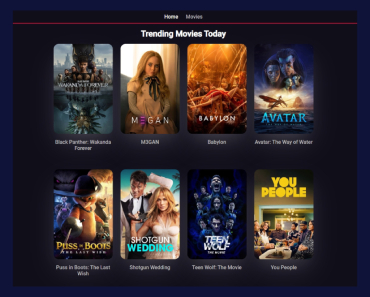 Home Movies
Trending Movies Today
WAKANDA FOREVER
M3GAN
BABYLON
AVATAR
Black Panther: Wakanda
Forever
M3GAN
Babylon
Avatar: The Way of Water
PUSS IN BOOTS
THE LAST WISH
SHOTGUN
WEDDING
TEEN
WOLF
THE MOVIE
YOU
PEOPLE
Puss in Boots: The Last
Wish
Shotgun Wedding
Teen Wolf: The Movie
You People